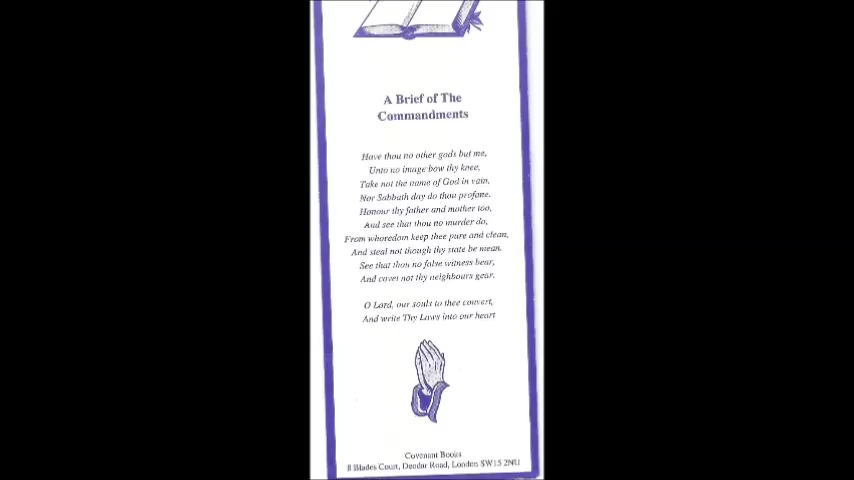 A Brief of The
Commandments
Have thou no other gods but me,
Unto no image bow thy knee,
Take not the name of God in vain,
Nor Sabbath day do thou profane.
Honour thy father and mother too,
And see that thou no murder do,
From whoredom keep thee pure and clean,
And steal not though thy state be mean.
See that thou no false witness bear,
And covet not thy neighbours gear.
O Lord, our souls to thee convert,
And write Thy Laws into our heart
Covenant Books
8 Blades Court, Deodar Road, London SW15 2NU